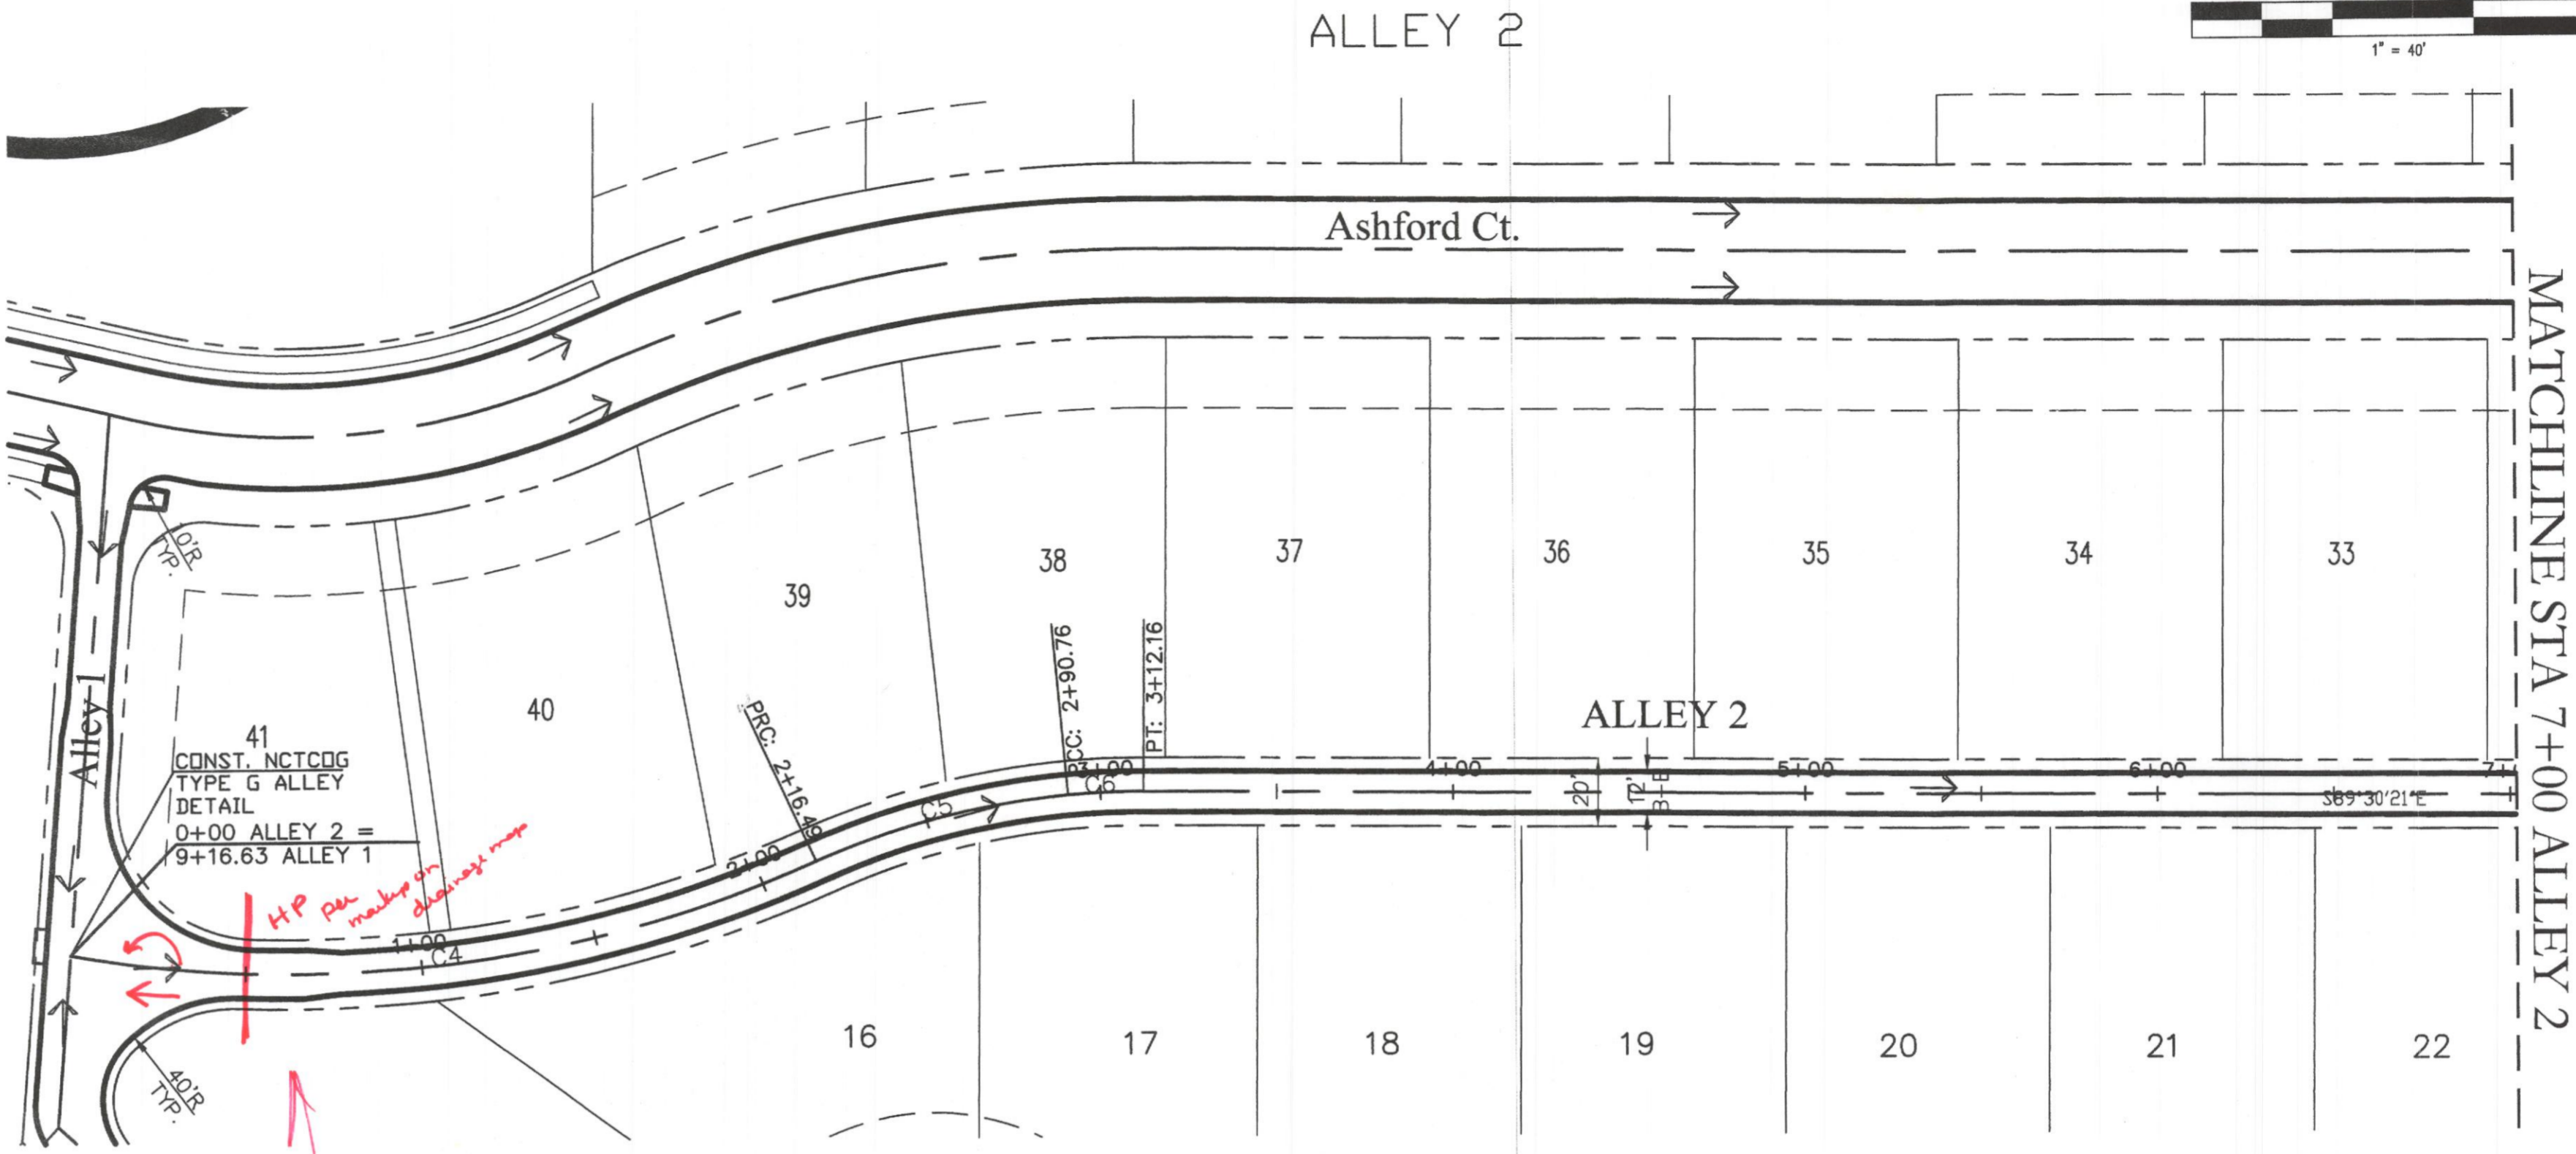 ALLEY 2
1" = 40'
Ashford Ct.
MATCHLINE STA 7+00 ALLEY 2
0'R
TYP.
38
37
36
35
34
33
39
40
41
Alley 1
CONST. NCTCOG
TYPE G ALLEY
DETAIL
0+00 ALLEY 2 =
9+16.63 ALLEY 1
PRC: 2+16.49
PCC: 2+90.76
PT: 3+12.16
ALLEY 2
1+00
2+00
3+00
4+00
5+00
6+00
7+
C4
C5
C6
20'
12'
B-B
S89°30'21"E
HP per
markup on
drainage map
40'R
TYP.
16
17
18
19
20
21
22